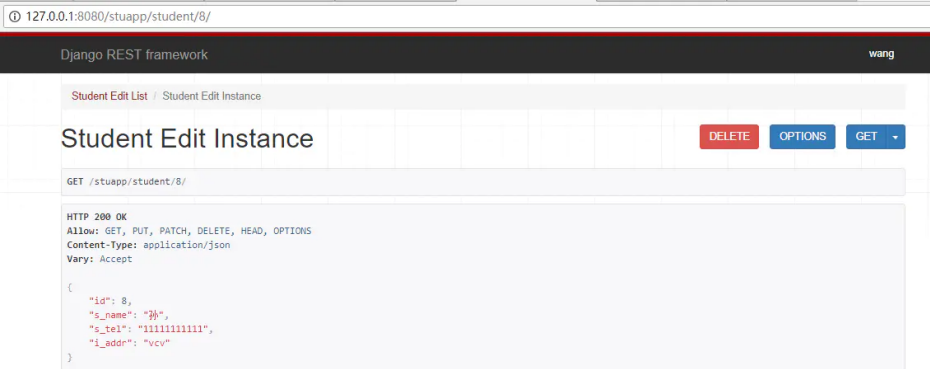 127.0.0.1:8080/stuapp/student/8/
Django REST framework
wang
Student Edit List / Student Edit Instance
Student Edit Instance
DELETE
OPTIONS
GET
GET /stuapp/student/8/
HTTP 200 OK
Allow: GET, PUT, PATCH, DELETE, HEAD, OPTIONS
Content-Type: application/json
Vary: Accept
{
"id": 8,
"s_name": "孙",
"s_tel": "11111111111",
"i_addr": "vcv"
}